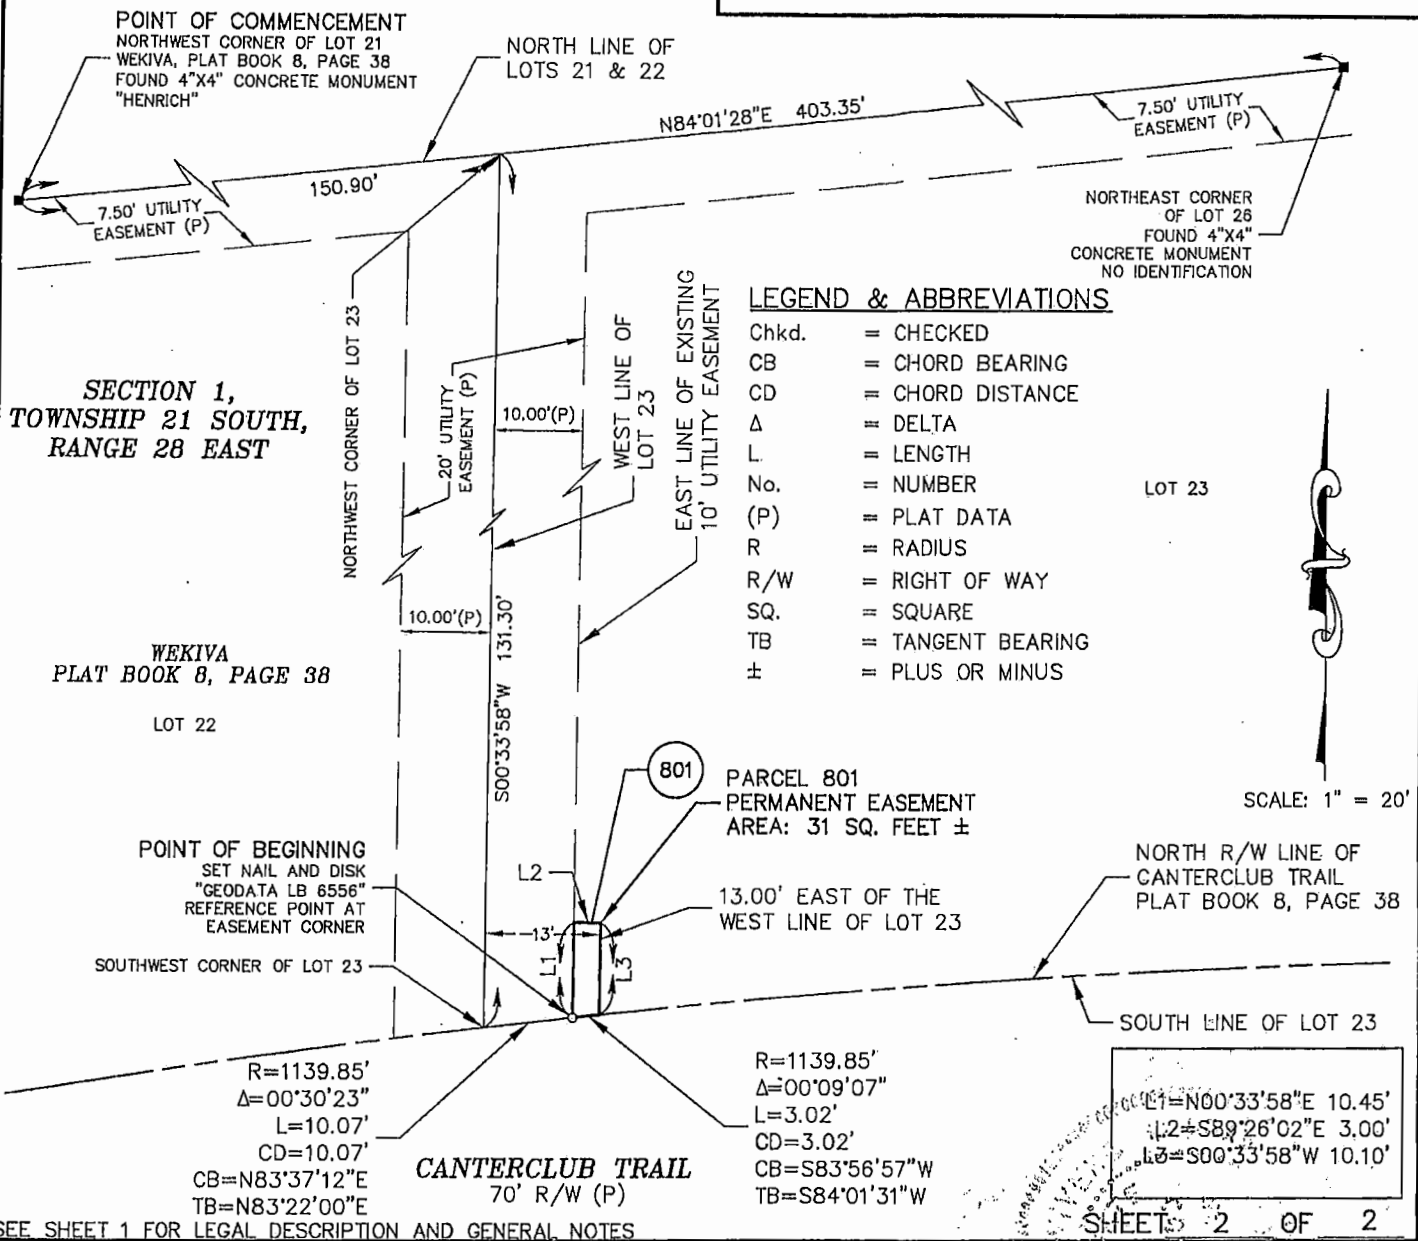 POINT OF COMMENCEMENT
NORTHWEST CORNER OF LOT 21
WEKIVA, PLAT BOOK 8, PAGE 38
FOUND 4"X4" CONCRETE MONUMENT
"HENRICH"
NORTH LINE OF
LOTS 21 & 22
N84°01'28"E 403.35'
7.50' UTILITY
EASEMENT (P)
150.90'
7.50' UTILITY
EASEMENT (P)
NORTHEAST CORNER
OF LOT 26
FOUND 4"X4"
CONCRETE MONUMENT
NO IDENTIFICATION
NORTHWEST CORNER OF LOT 23
20' UTILITY
EASEMENT (P)
10.00'(P)
WEST LINE OF
LOT 23
EAST LINE OF EXISTING
10' UTILITY EASEMENT
LEGEND & ABBREVIATIONS
Chkd. = CHECKED
CB = CHORD BEARING
CD = CHORD DISTANCE
Δ = DELTA
L. = LENGTH
No. = NUMBER
(P) = PLAT DATA
R = RADIUS
R/W = RIGHT OF WAY
SQ. = SQUARE
TB = TANGENT BEARING
± = PLUS OR MINUS
LOT 23
SECTION 1,
TOWNSHIP 21 SOUTH,
RANGE 28 EAST
10.00'(P)
S00°33'58"W 131.30'
WEKIVA
PLAT BOOK 8, PAGE 38
LOT 22
801
PARCEL 801
PERMANENT EASEMENT
AREA: 31 SQ. FEET ±
SCALE: 1" = 20'
POINT OF BEGINNING
SET NAIL AND DISK
"GEODATA LB 6556"
REFERENCE POINT AT
EASEMENT CORNER
L2
13.00' EAST OF THE
WEST LINE OF LOT 23
NORTH R/W LINE OF
CANTERCLUB TRAIL
PLAT BOOK 8, PAGE 38
13'
L1
L3
SOUTHWEST CORNER OF LOT 23
SOUTH LINE OF LOT 23
R=1139.85'
Δ=00°30'23"
L=10.07'
CD=10.07'
CB=N83°37'12"E
TB=N83°22'00"E
R=1139.85'
Δ=00°09'07"
L=3.02'
CD=3.02'
CB=S83°56'57"W
TB=S84°01'31"W
CANTERCLUB TRAIL
70' R/W (P)
L1=N00°33'58"E 10.45'
L2=S89°26'02"E 3.00'
L3=S00°33'58"W 10.10'
SEE SHEET 1 FOR LEGAL DESCRIPTION AND GENERAL NOTES
SHEET 2 OF 2